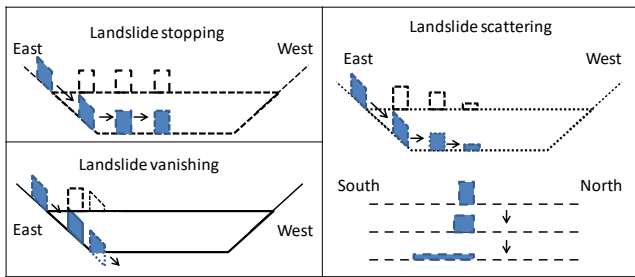 Landslide stopping
East
West
Landslide vanishing
East
West
Landslide scattering
East
West
South
North